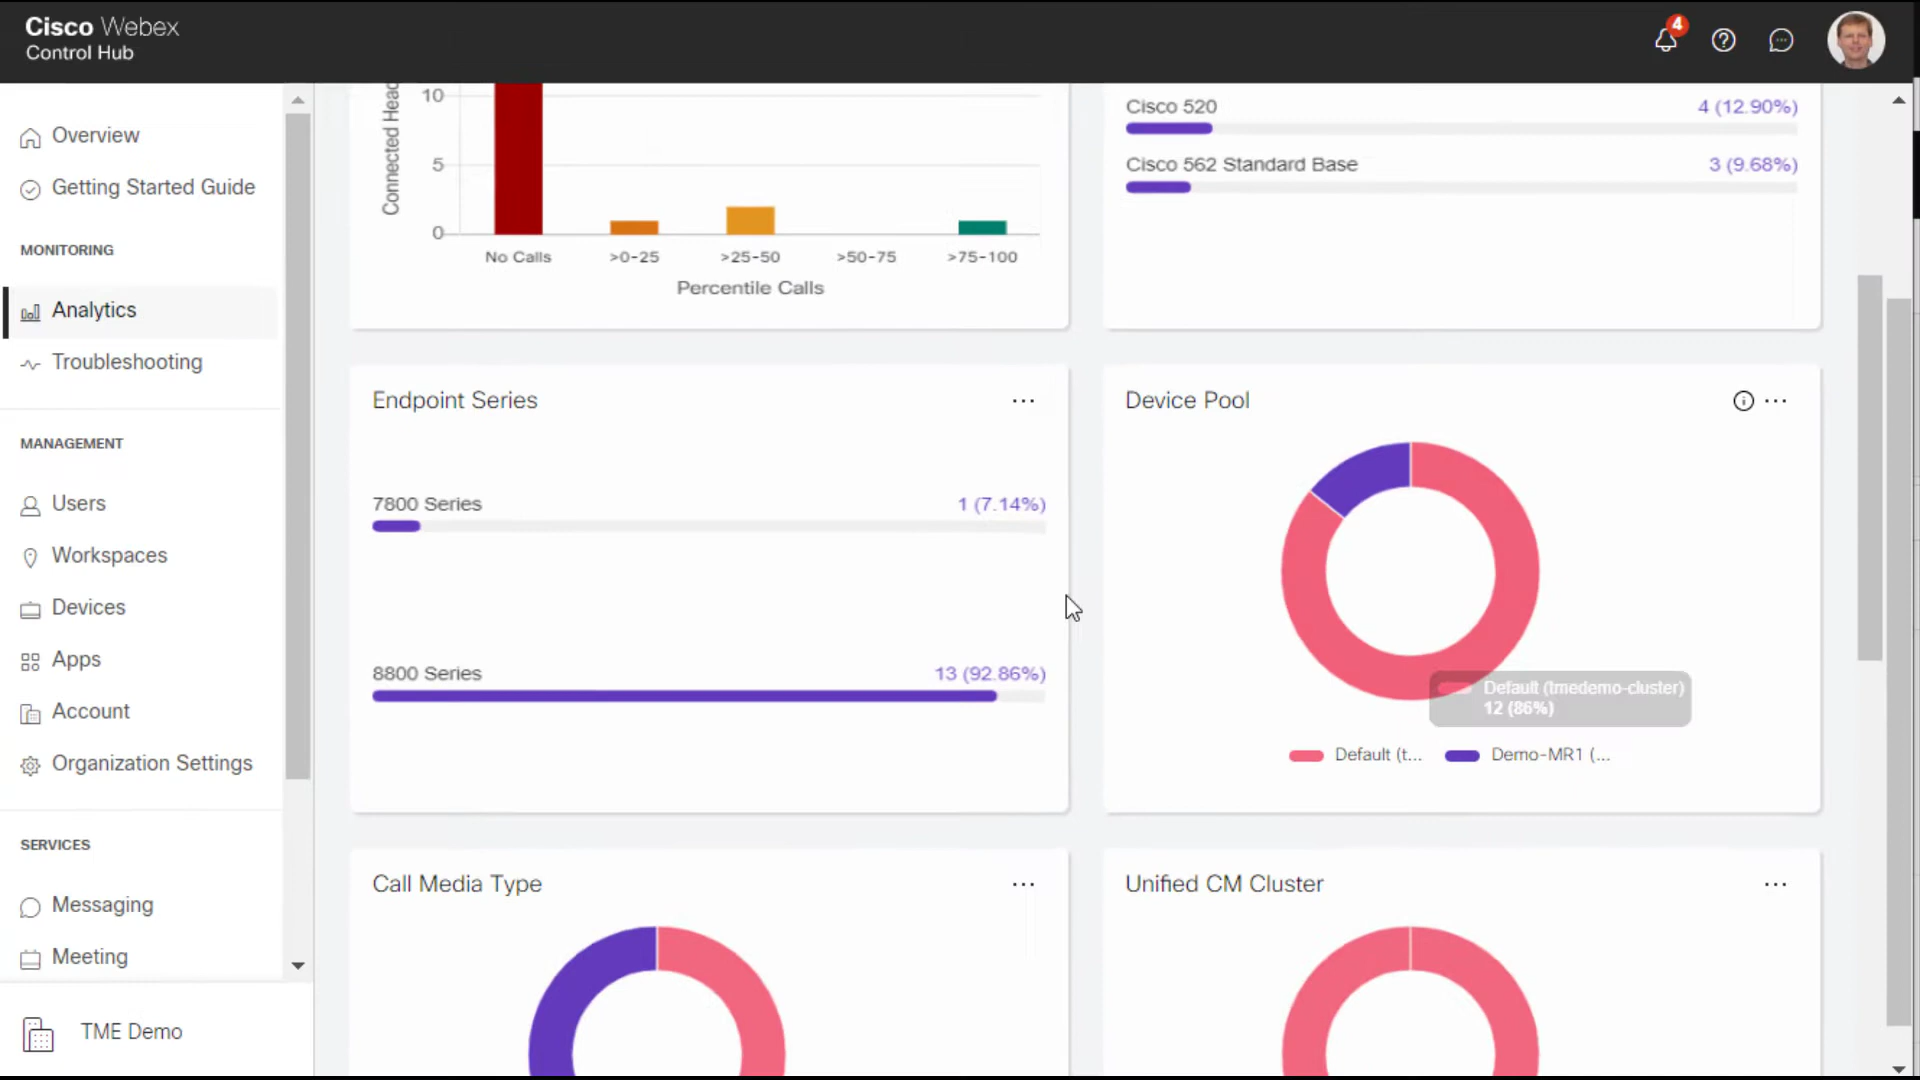 Cisco Webex
Control Hub
4
Overview
Getting Started Guide
MONITORING
Analytics
Troubleshooting
MANAGEMENT
Users
Workspaces
Devices
Apps
Account
Organization Settings
SERVICES
Messaging
Meeting
TME Demo
10
5
0
No Calls
>0-25
>25-50
>50-75
>75-100
Percentile Calls
Cisco 520
4 (12.90%)
Cisco 562 Standard Base
3 (9.68%)
Endpoint Series
7800 Series
1 (7.14%)
8800 Series
13 (92.86%)
Device Pool
Default (tmedemo-cluster)
12 (86%)
Default (t...
Demo-MR1 (...
Call Media Type
Unified CM Cluster
Connected